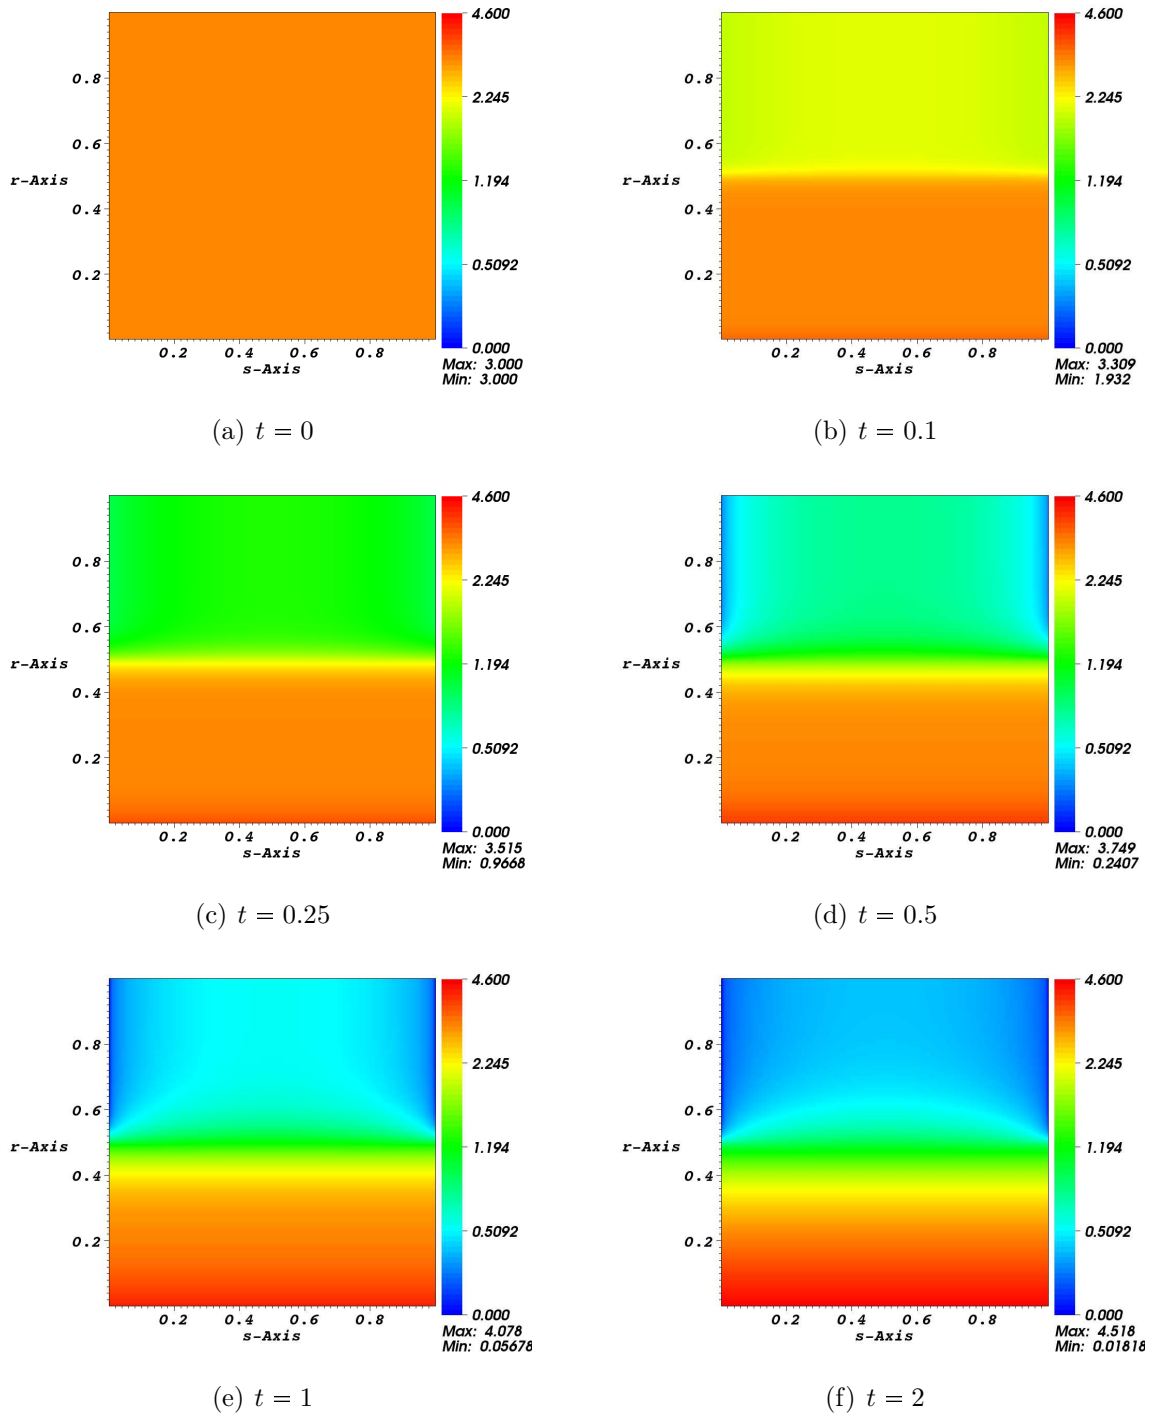 4.600
0.8
2.245
0.6
r-Axis
1.194
0.4
0.5092
0.2
0.000
0.2 0.4 0.6 0.8
s-Axis
Max: 3.000
Min: 3.000
(a) t = 0
4.600
0.8
2.245
0.6
r-Axis
1.194
0.4
0.5092
0.2
0.000
0.2 0.4 0.6 0.8
s-Axis
Max: 3.309
Min: 1.932
(b) t = 0.1
4.600
0.8
2.245
0.6
r-Axis
1.194
0.4
0.5092
0.2
0.000
0.2 0.4 0.6 0.8
s-Axis
Max: 3.515
Min: 0.9668
(c) t = 0.25
4.600
0.8
2.245
0.6
r-Axis
1.194
0.4
0.5092
0.2
0.000
0.2 0.4 0.6 0.8
s-Axis
Max: 3.749
Min: 0.2407
(d) t = 0.5
4.600
0.8
2.245
0.6
r-Axis
1.194
0.4
0.5092
0.2
0.000
0.2 0.4 0.6 0.8
s-Axis
Max: 4.078
Min: 0.05678
(e) t = 1
4.600
0.8
2.245
0.6
r-Axis
1.194
0.4
0.5092
0.2
0.000
0.2 0.4 0.6 0.8
s-Axis
Max: 4.518
Min: 0.01818
(f) t = 2